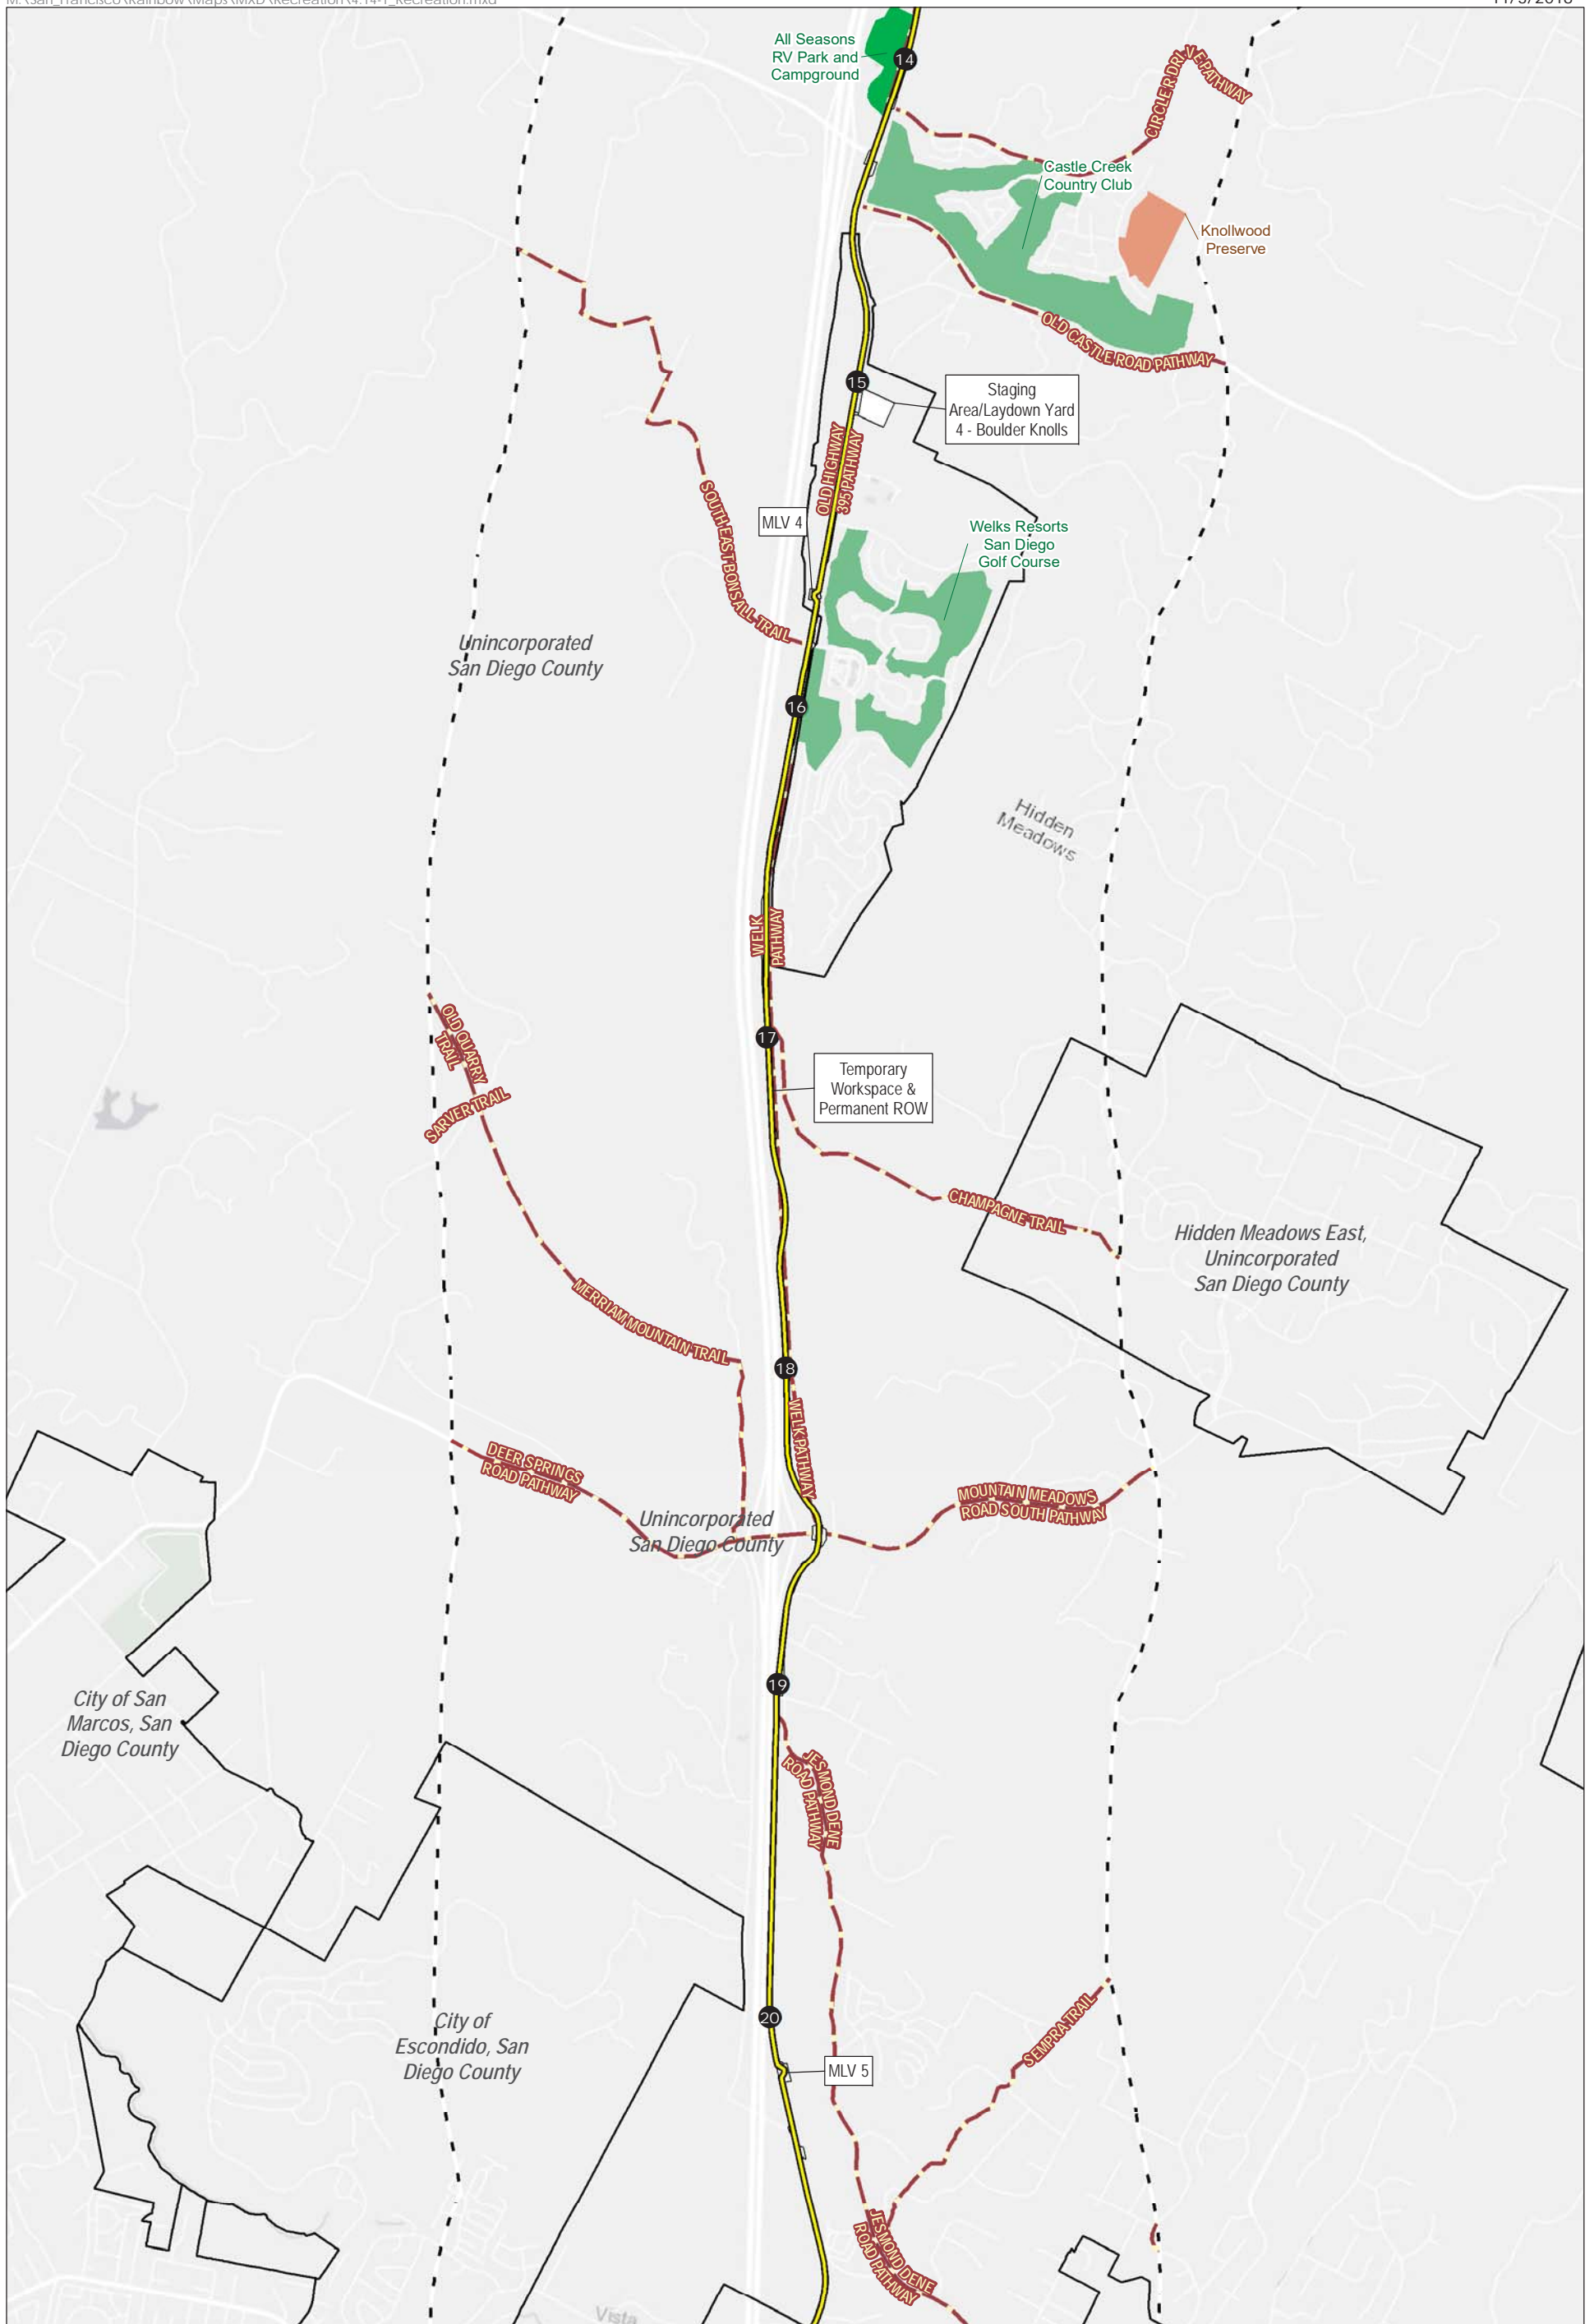 All Seasons
RV Park and
Campground
14
CIRCLE R DRIVE PATHWAY
Castle Creek
Country Club
Knollwood
Preserve
OLD CASTLE ROAD PATHWAY
15
Staging
Area/Laydown Yard
4 - Boulder Knolls
OLD HIGHWAY
395 PATHWAY
SOUTH EAST BONSALL TRAIL
MLV 4
Welks Resorts
San Diego
Golf Course
Unincorporated
San Diego County
16
Hidden
Meadows
WELK
PATHWAY
OLD QUARRY
TRAIL
17
Temporary
Workspace &
Permanent ROW
SARVER TRAIL
CHAMPAGNE TRAIL
Hidden Meadows East,
Unincorporated
San Diego County
MERRIAM MOUNTAIN TRAIL
18
WELK PATHWAY
DEER SPRINGS
ROAD PATHWAY
MOUNTAIN MEADOWS
ROAD SOUTH PATHWAY
Unincorporated
San Diego County
19
City of San
Marcos, San
Diego County
JESMOND DENE
ROAD PATHWAY
20
City of
Escondido, San
Diego County
SEMPRA TRAIL
MLV 5
JESMOND DENE
ROAD PATHWAY
Vista